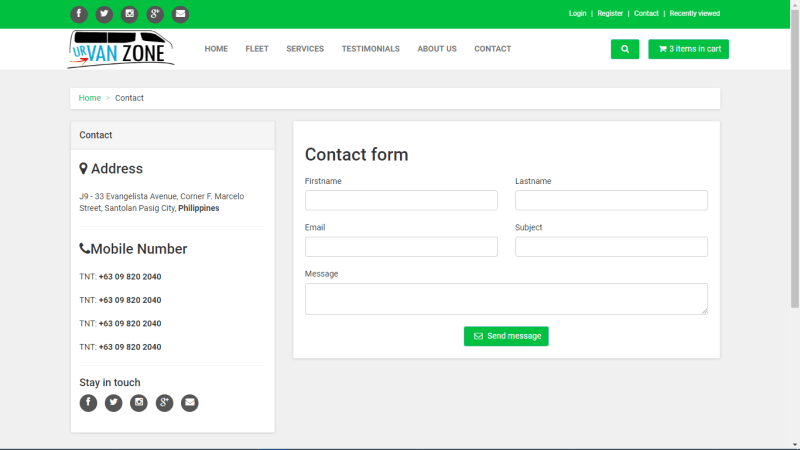 Login | Register | Contact | Recently viewed
URVAN ZONE
HOME FLEET SERVICES TESTIMONIALS ABOUT US CONTACT
3 items in cart
Home > Contact
Contact
Address
J9 - 33 Evangelista Avenue, Corner F. Marcelo
Street, Santolan Pasig City, Philippines
Mobile Number
TNT: +63 09 820 2040
TNT: +63 09 820 2040
TNT: +63 09 820 2040
TNT: +63 09 820 2040
Stay in touch
Contact form
Firstname Lastname
Email Subject
Message
Send message